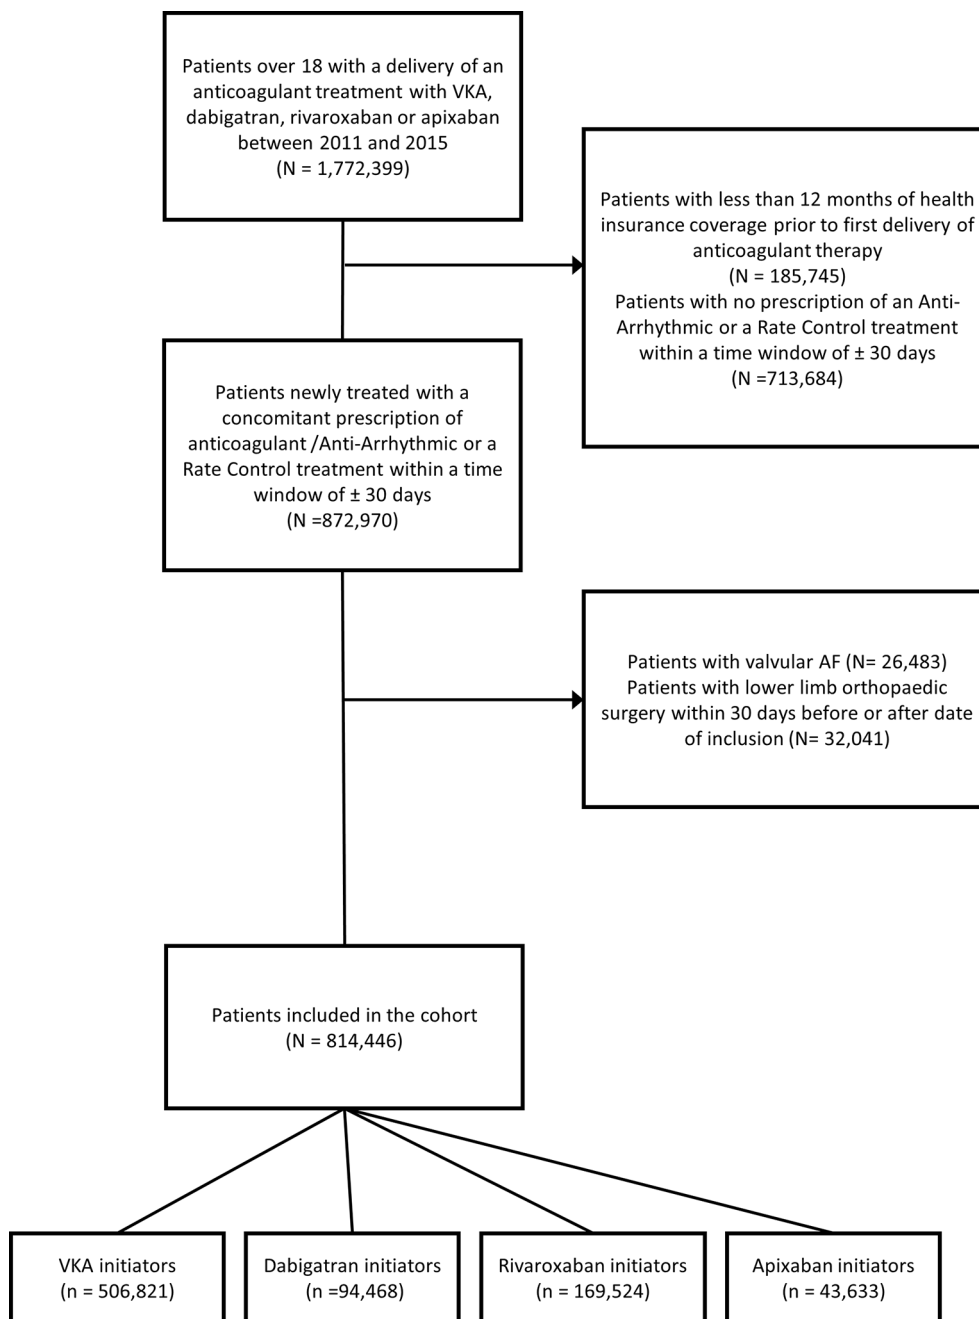 Patients over 18 with a delivery of an
anticoagulant treatment with VKA,
dabigatran, rivaroxaban or apixaban
between 2011 and 2015
(N = 1,772,399)
Patients with less than 12 months of health
insurance coverage prior to first delivery of
anticoagulant therapy
(N = 185,745)
Patients with no prescription of an Anti-
Arrhythmic or a Rate Control treatment
within a time window of ± 30 days
(N =713,684)
Patients newly treated with a
concomitant prescription of
anticoagulant /Anti-Arrhythmic or a
Rate Control treatment within a time
window of ± 30 days
(N =872,970)
Patients with valvular AF (N= 26,483)
Patients with lower limb orthopaedic
surgery within 30 days before or after date
of inclusion (N= 32,041)
Patients included in the cohort
(N = 814,446)
VKA initiators
(n = 506,821)
Dabigatran initiators
(n =94,468)
Rivaroxaban initiators
(n = 169,524)
Apixaban initiators
(n = 43,633)